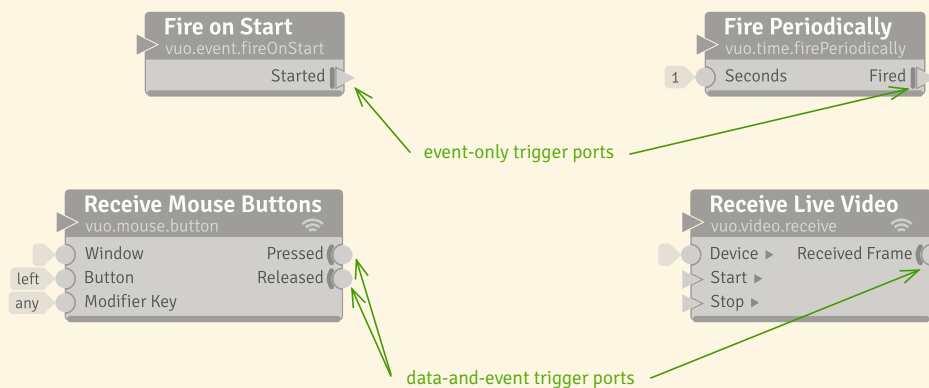 Fire on Start
vuo.event.fireOnStart
Started
Fire Periodically
vuo.time.firePeriodically
1 Seconds Fired
event-only trigger ports
Receive Mouse Buttons
vuo.mouse.button
Window Pressed
left Button Released
any Modifier Key
Receive Live Video
vuo.video.receive
Device Received Frame
Start
Stop
data-and-event trigger ports